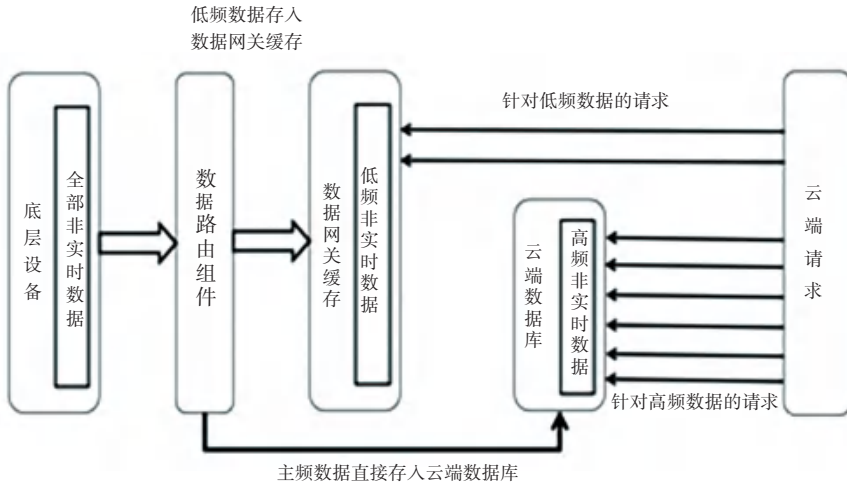 低频数据存入
数据网关缓存
底层设备
全部非实时数据
数据路由组件
数据网关缓存
低频非实时数据
针对低频数据的请求
云端数据库
高频非实时数据
云端请求
针对高频数据的请求
主频数据直接存入云端数据库